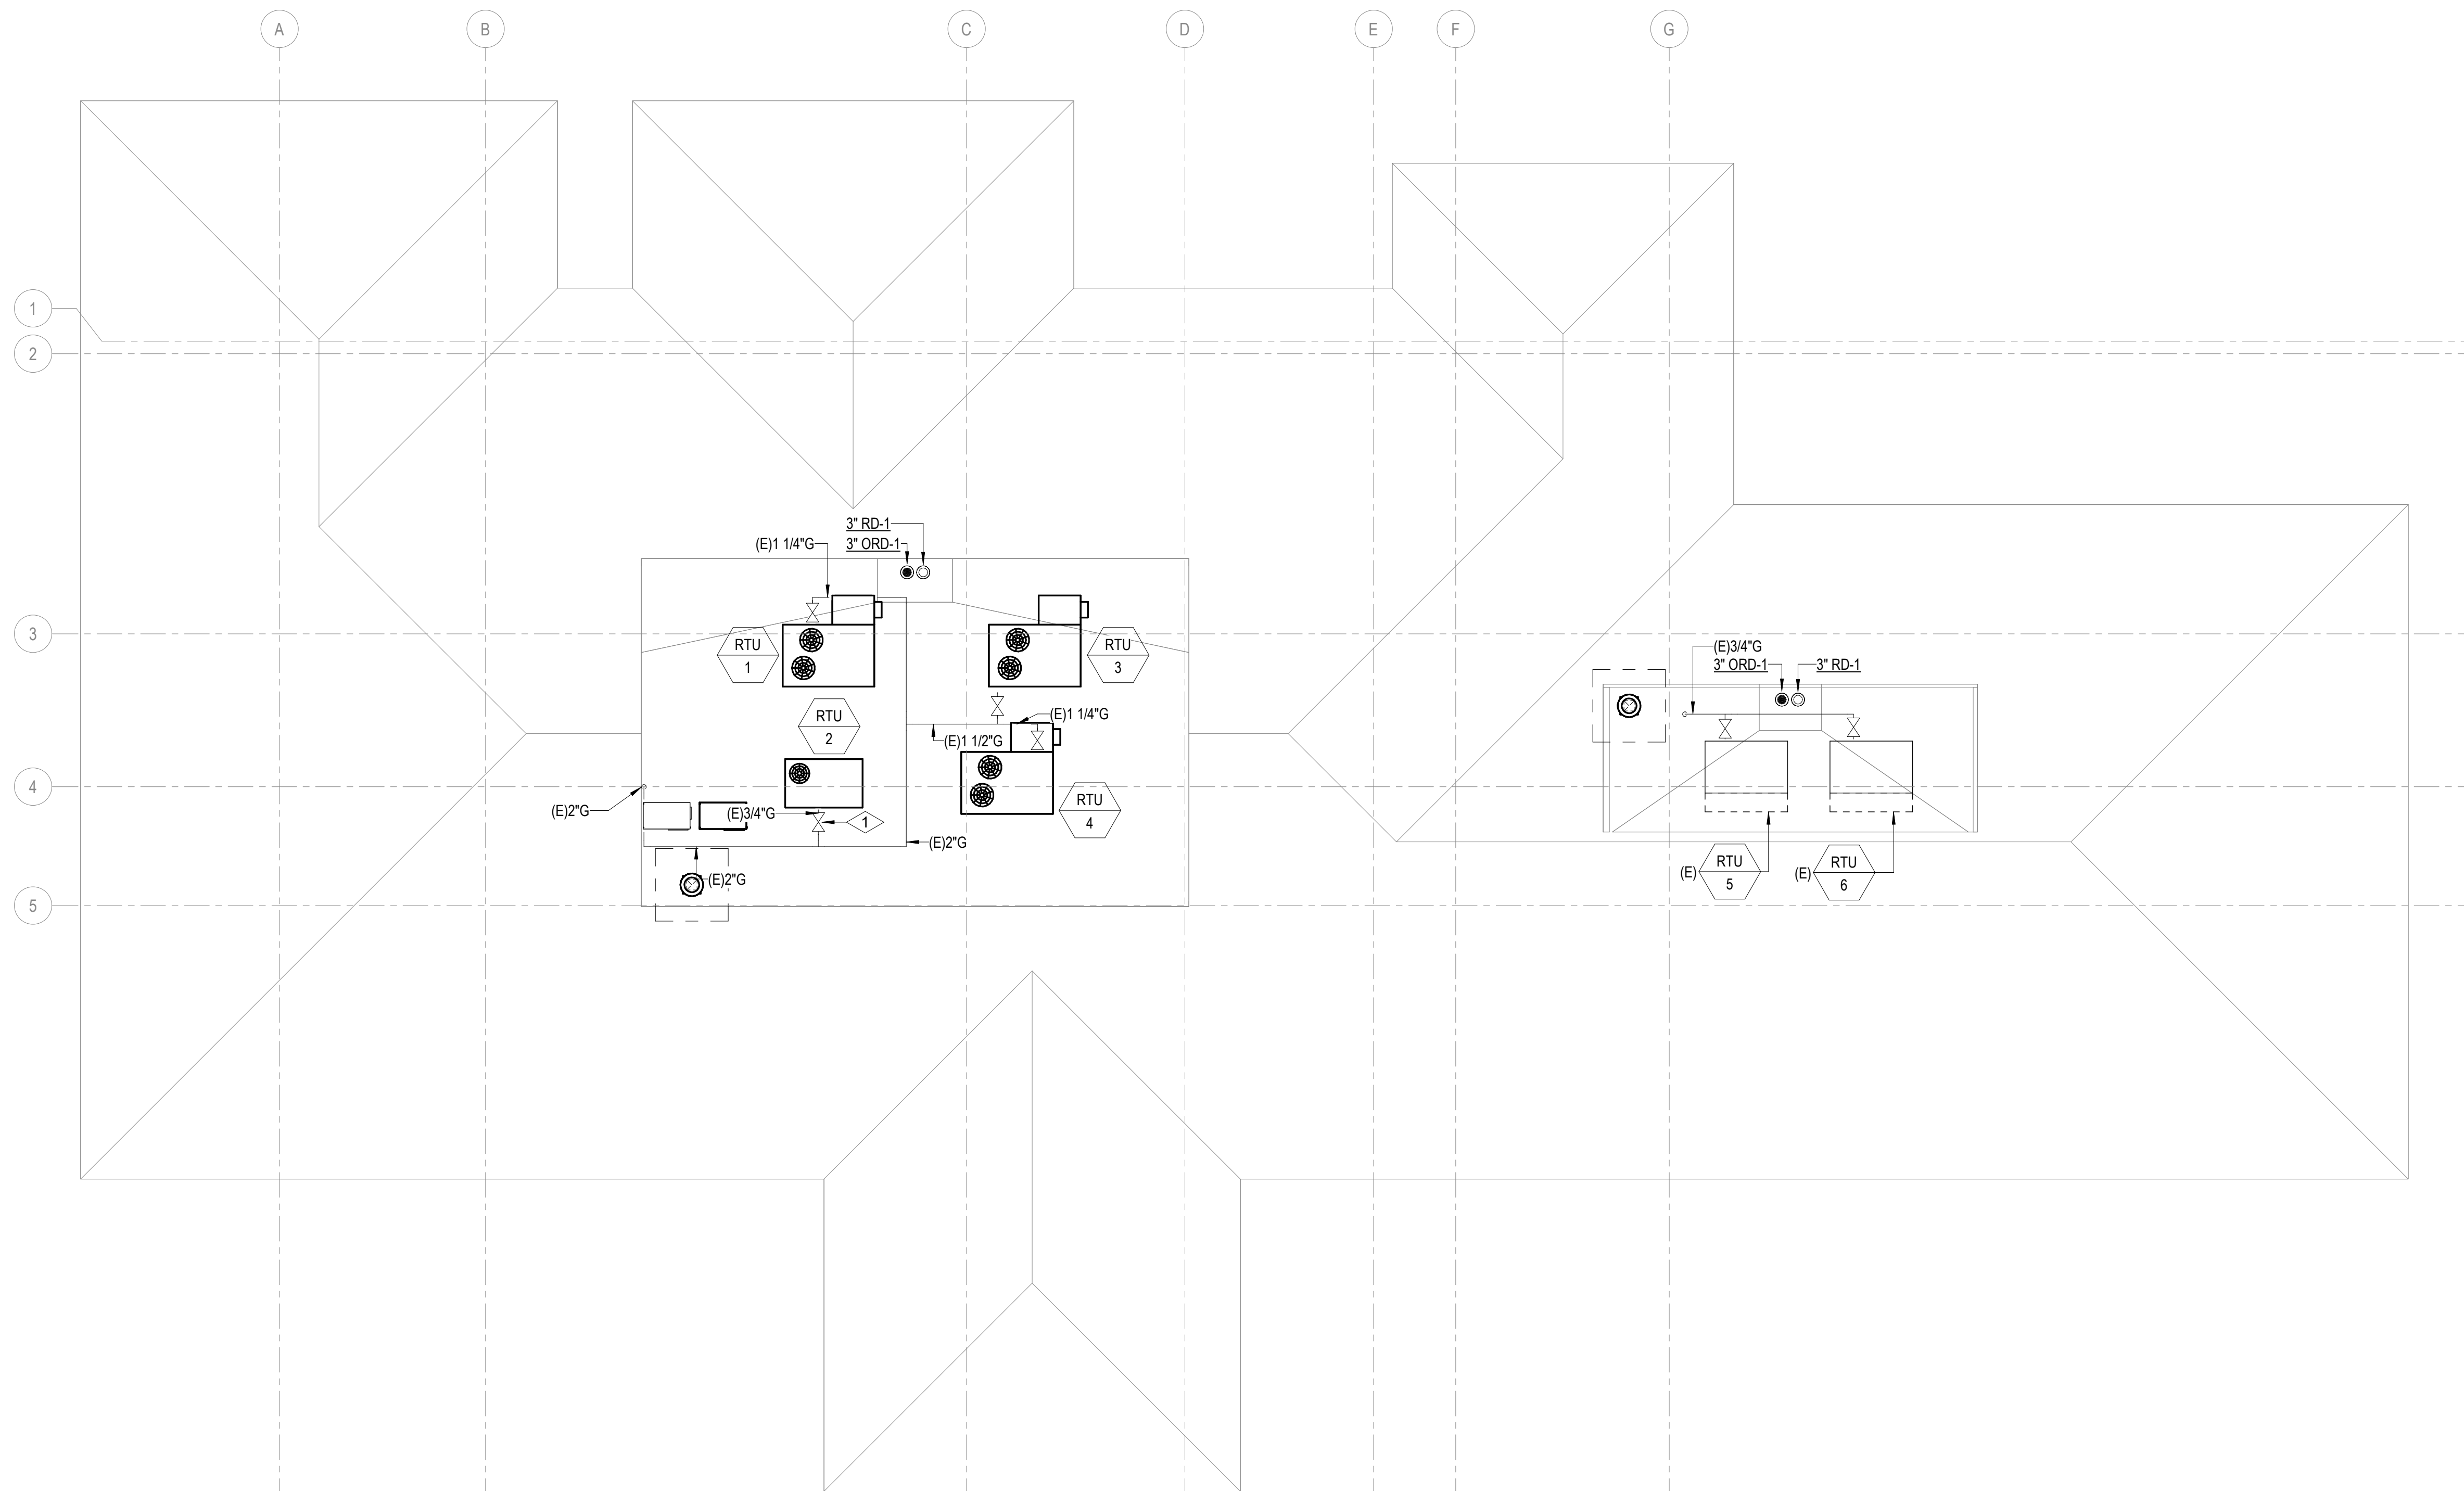 A
B
C
D
E
F
G
1
2
3" RD-1
(E)1 1/4"G
3" ORD-1
3
RTU
1
RTU
3
(E)3/4"G
3" ORD-1
3" RD-1
RTU
2
(E)1 1/4"G
(E)1 1/2"G
4
(E)2"G
(E)3/4"G
1
RTU
4
(E)2"G
(E)2"G
(E)
RTU
5
(E)
RTU
6
5